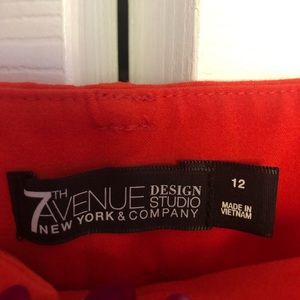 7TH AVENUE DESIGN STUDIO
NEW YORK & COMPANY
12
MADE IN
VIETNAM